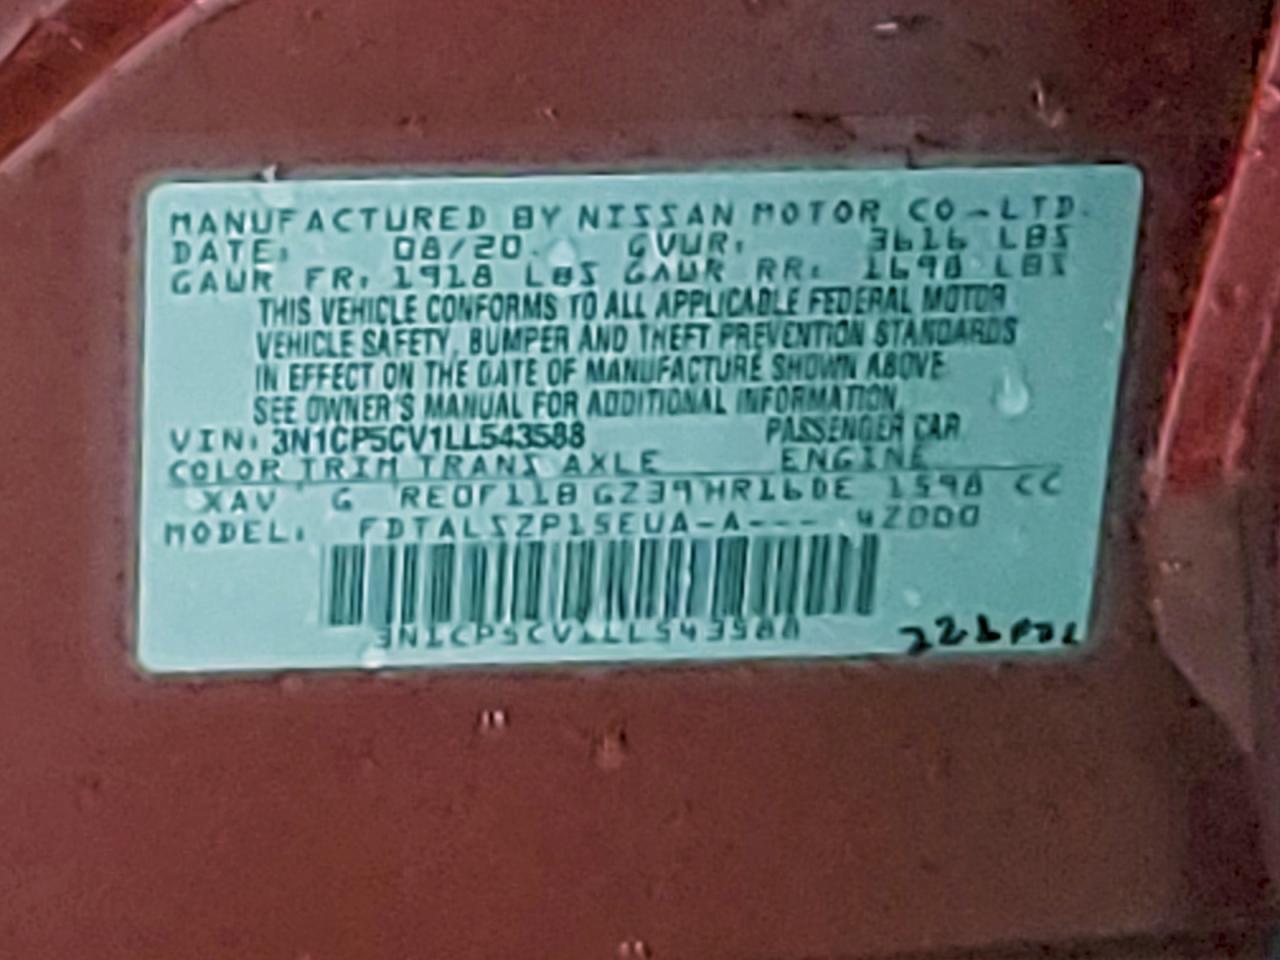 MANUFACTURED BY NISSAN MOTOR CO-LTD.
DATE: 08/20 GVWR: 3616 LBS
GAWR FR: 1918 LBS GAWR RR: 1698 LBS
THIS VEHICLE CONFORMS TO ALL APPLICABLE FEDERAL MOTOR
VEHICLE SAFETY, BUMPER AND THEFT PREVENTION STANDARDS
IN EFFECT ON THE DATE OF MANUFACTURE SHOWN ABOVE
SEE OWNER'S MANUAL FOR ADDITIONAL INFORMATION.
VIN: 3N1CP5CV1LL543588 PASSENGER CAR
COLOR TRIM TRANS AXLE ENGINE
XAV G RE0F11B GZ39 HR16DE 1598 CC
MODEL: FDTALSZP15EUA-A---
3N1CP5CV1LL543588